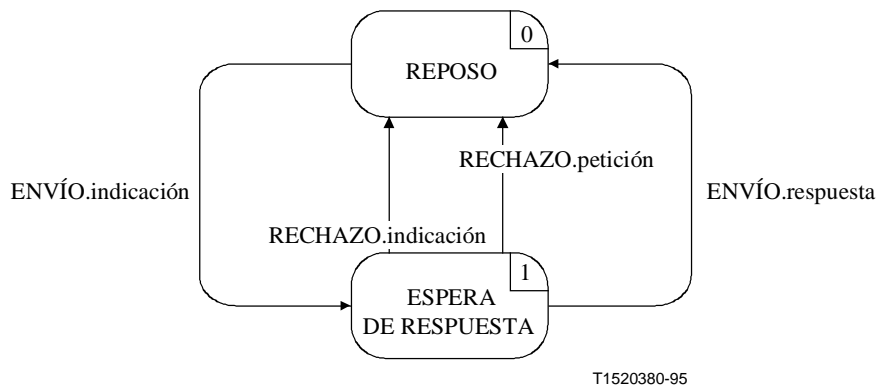 0
REPOSO
RECHAZO.petición
ENVÍO.indicación
ENVÍO.respuesta
RECHAZO.indicación
1
ESPERA
DE RESPUESTA
T1520380-95